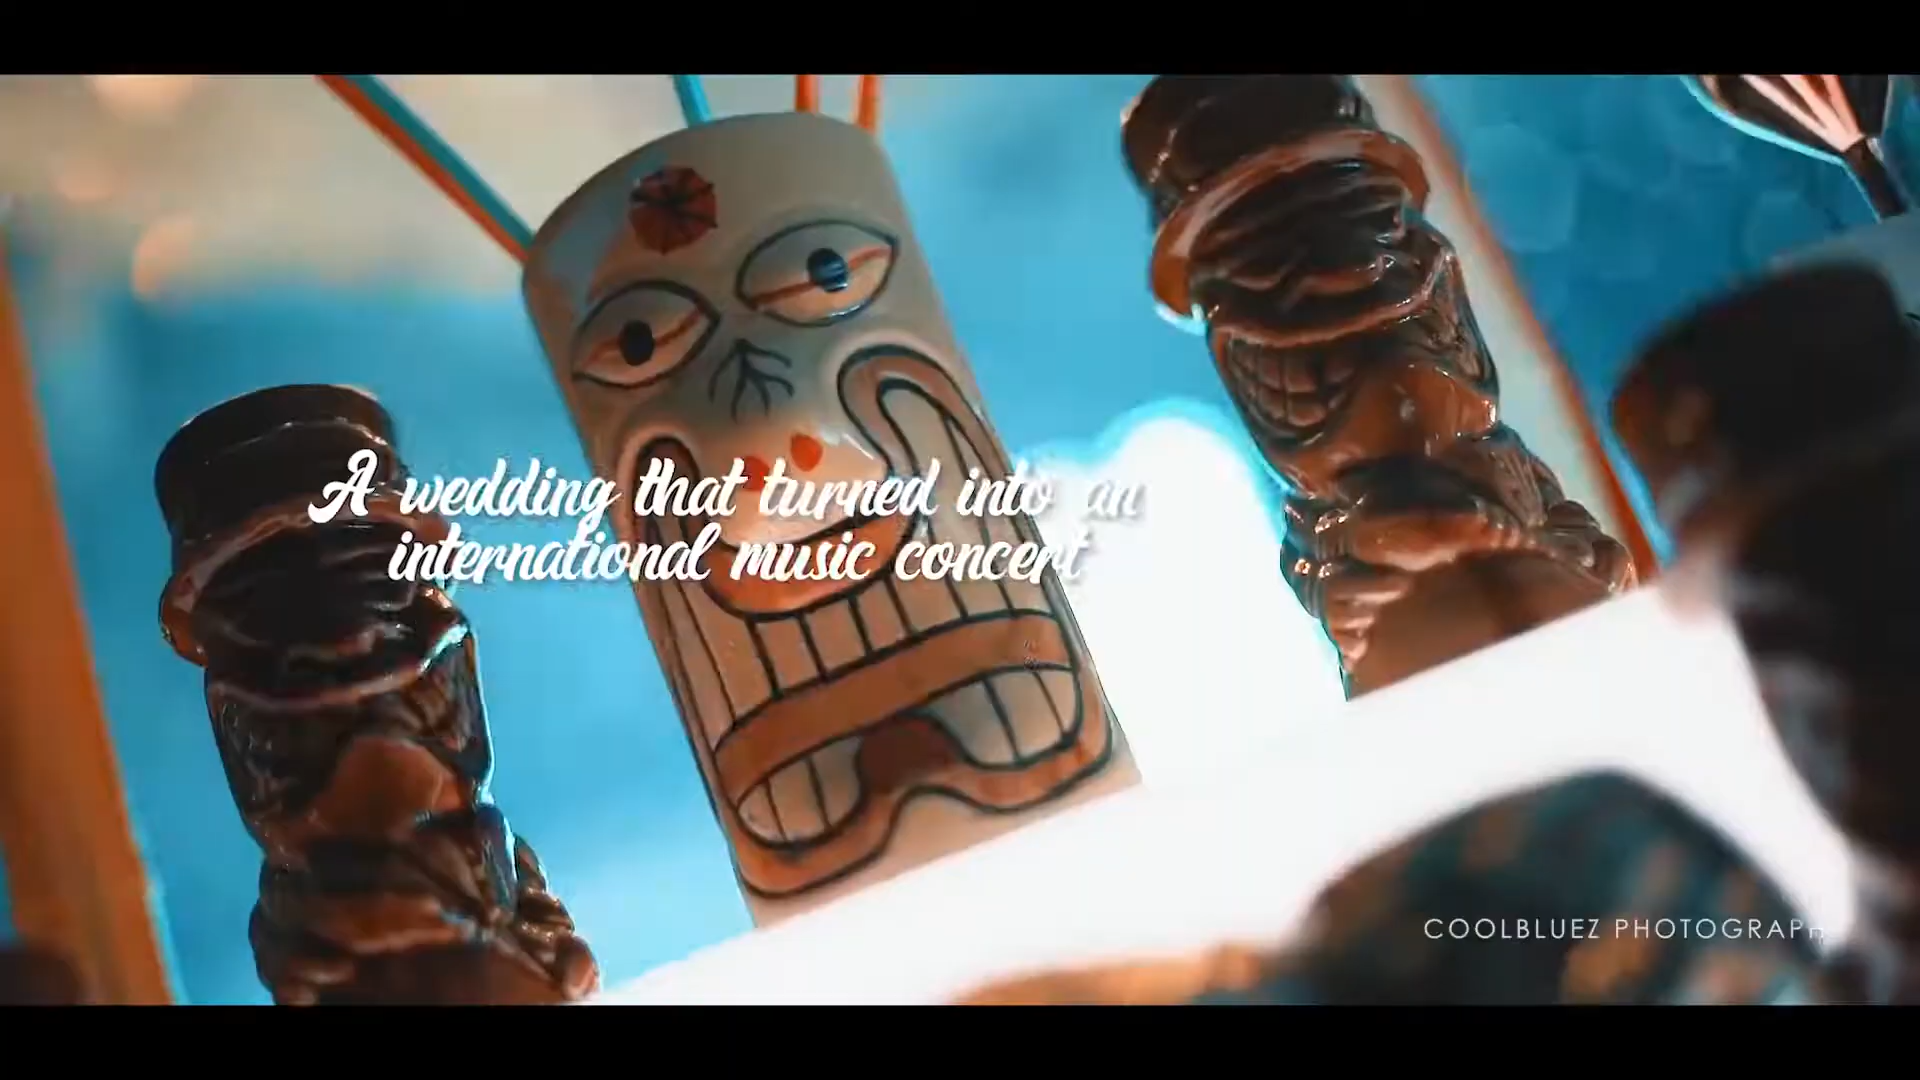 A wedding that turned into an
international music concert
COOLBLUEZ PHOTOGRAPH